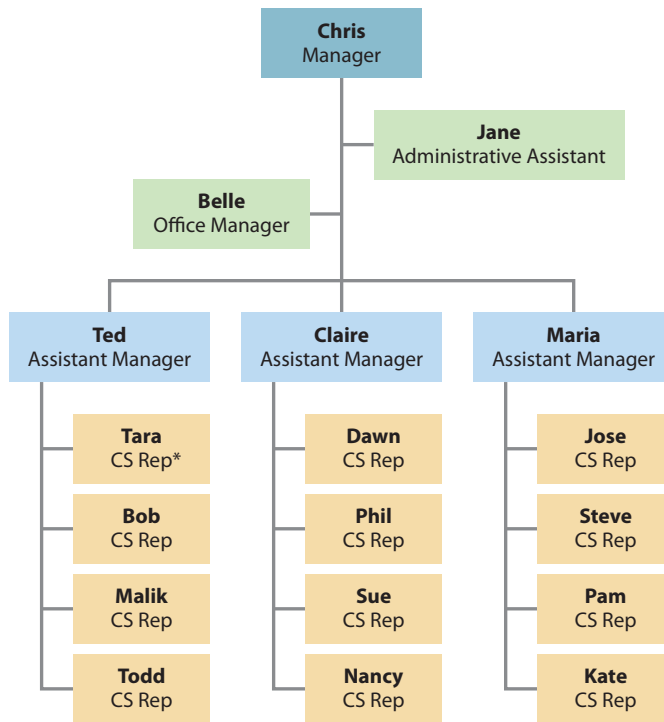 Chris
Manager
Jane
Administrative Assistant
Belle
Office Manager
Ted
Assistant Manager
Claire
Assistant Manager
Maria
Assistant Manager
Tara
CS Rep*
Dawn
CS Rep
Jose
CS Rep
Bob
CS Rep
Phil
CS Rep
Steve
CS Rep
Malik
CS Rep
Sue
CS Rep
Pam
CS Rep
Todd
CS Rep
Nancy
CS Rep
Kate
CS Rep